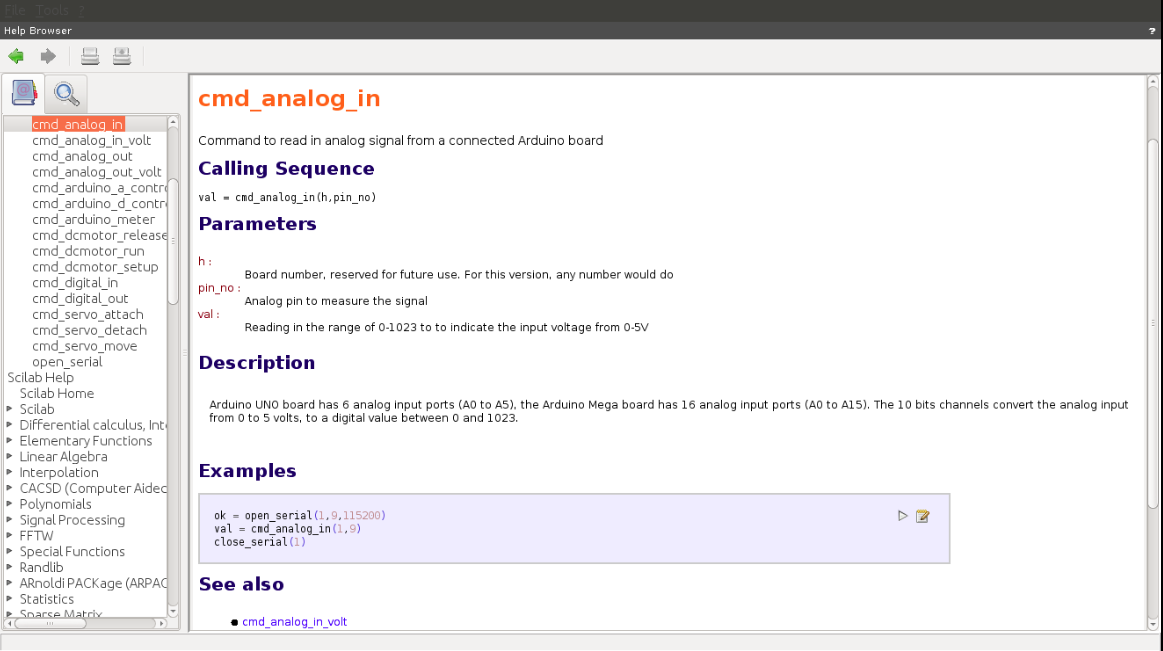 File Tools ?
Help Browser
?
cmd_analog_in
cmd_analog_in_volt
cmd_analog_out
cmd_analog_out_volt
cmd_arduino_a_contro
cmd_arduino_d_contro
cmd_arduino_meter
cmd_dcmotor_release
cmd_dcmotor_run
cmd_dcmotor_setup
cmd_digital_in
cmd_digital_out
cmd_servo_attach
cmd_servo_detach
cmd_servo_move
open_serial
Scilab Help
Scilab Home
Scilab
Differential calculus, Inte
Elementary Functions
Linear Algebra
Interpolation
CACSD (Computer Aided
Polynomials
Signal Processing
FFTW
Special Functions
Randlib
ARnoldi PACKage (ARPAC
Statistics
Sparse Matrix
cmd_analog_in
Command to read in analog signal from a connected Arduino board
Calling Sequence
val = cmd_analog_in(h,pin_no)
Parameters
h :
Board number, reserved for future use. For this version, any number would do
pin_no :
Analog pin to measure the signal
val :
Reading in the range of 0-1023 to to indicate the input voltage from 0-5V
Description
Arduino UNO board has 6 analog input ports (A0 to A5), the Arduino Mega board has 16 analog input ports (A0 to A15). The 10 bits channels convert the analog input
from 0 to 5 volts, to a digital value between 0 and 1023.
Examples
ok = open_serial(1,9,115200)
val = cmd_analog_in(1,9)
close_serial(1)
See also
cmd_analog_in_volt